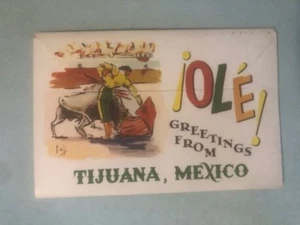 ¡OLÉ!
GREETINGS
FROM
TIJUANA, MEXICO